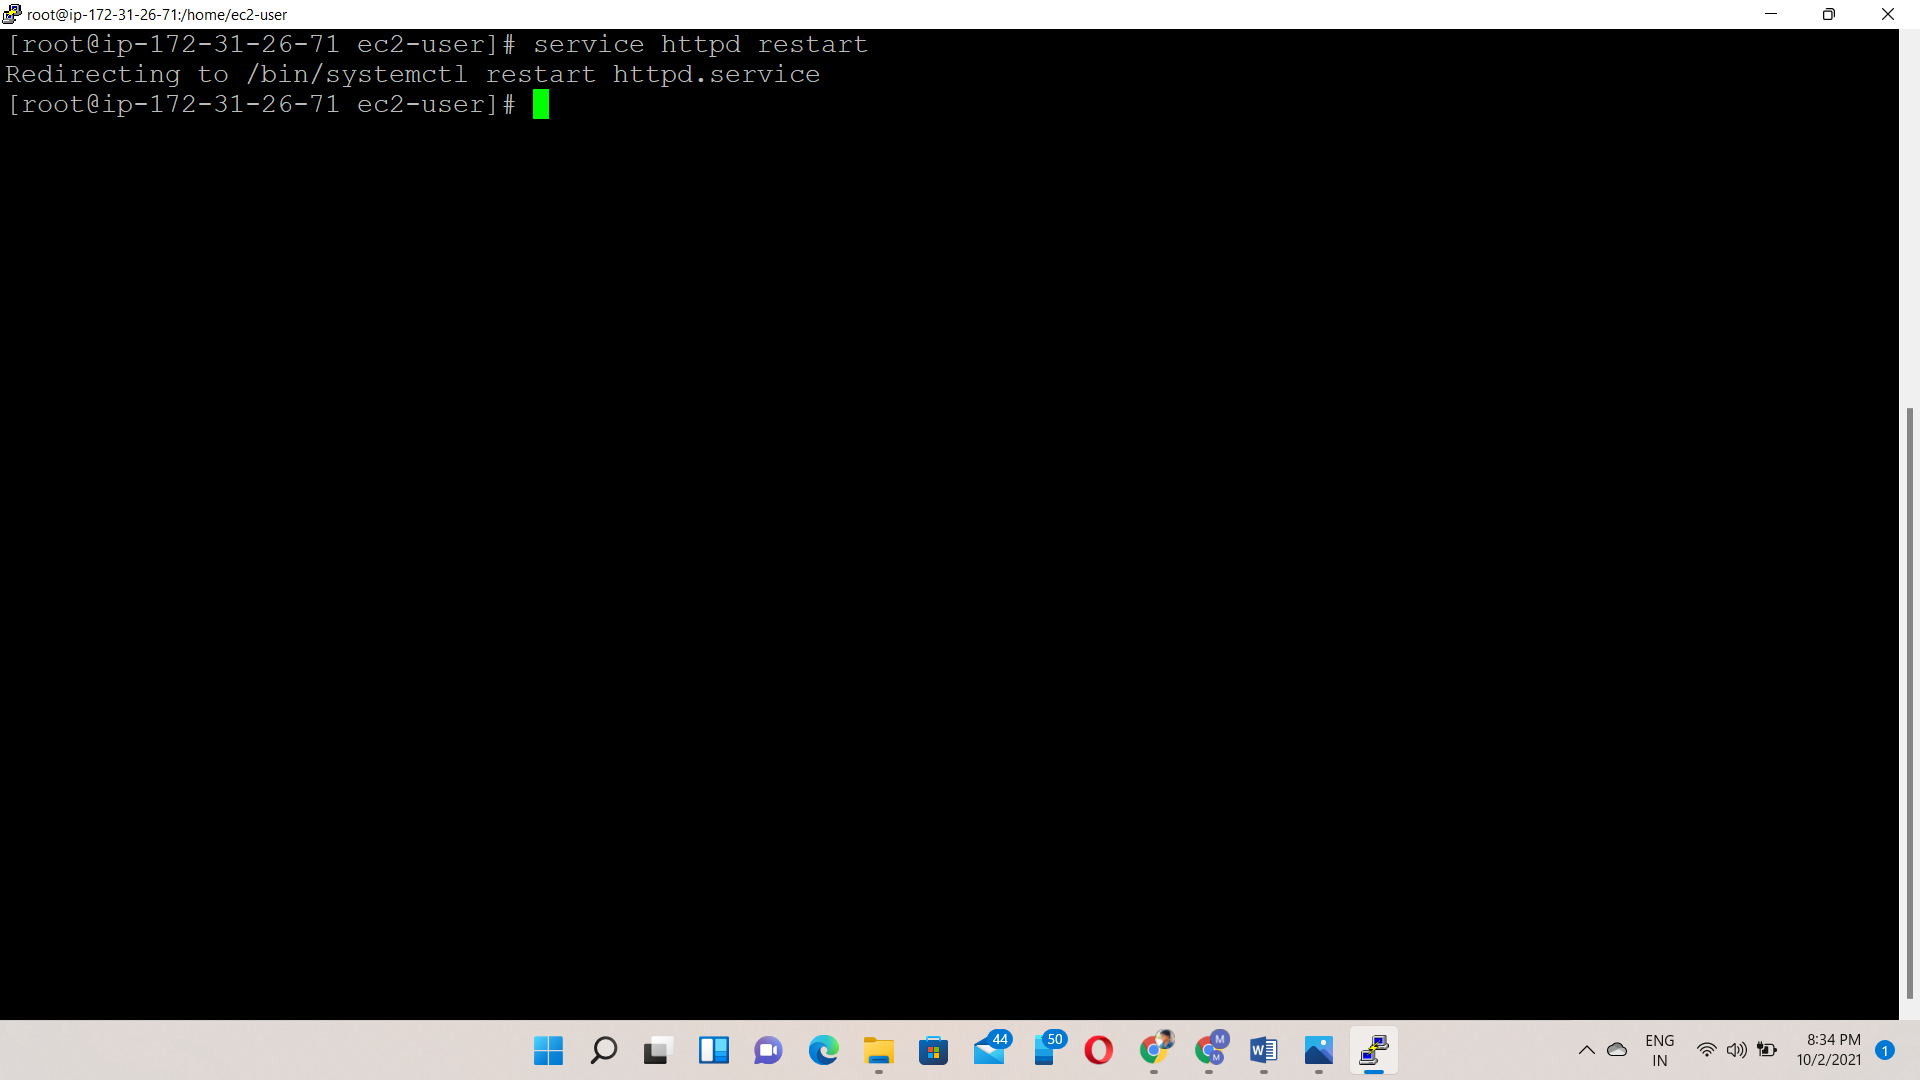 root@ip-172-31-26-71:/home/ec2-user
[root@ip-172-31-26-71 ec2-user]# service httpd restart
Redirecting to /bin/systemctl restart httpd.service
[root@ip-172-31-26-71 ec2-user]#
44
50
M
M
W
ENG
IN
8:34 PM
10/2/2021
1